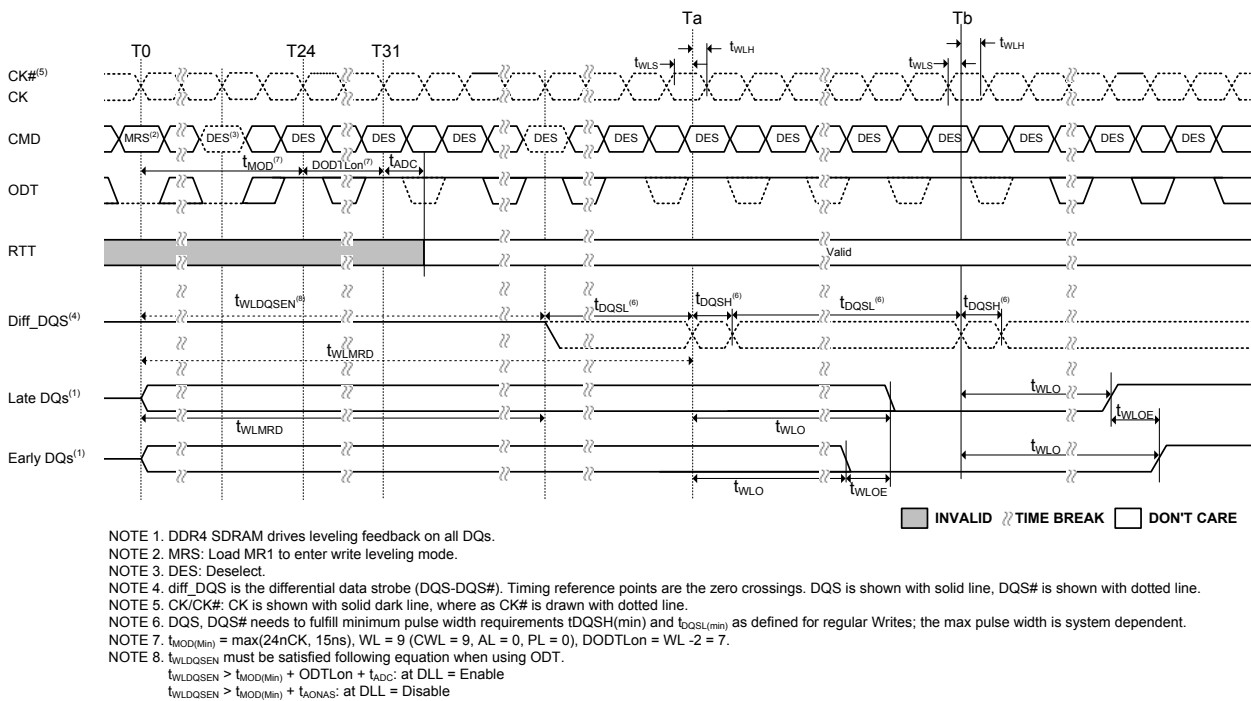 Ta Tb
T0 T24 T31
tWLH tWLH
tWLS tWLS
CK#(5)
CK
CMD MRS(2) DES(3) DES DES DES DES DES DES DES DES DES DES DES DES
tMOD(7) DODTLon(7) tADC
ODT
RTT Valid
tWLDQSEN(8) tDQSL(6) tDQSH(6) tDQSL(6) tDQSH(6)
Diff_DQS(4)
tWLMRD
Late DQs(1) tWLO
tWLMRD tWLO tWLOE
Early DQs(1) tWLO
tWLO tWLOE
INVALID TIME BREAK DON'T CARE
NOTE 1. DDR4 SDRAM drives leveling feedback on all DQs.
NOTE 2. MRS: Load MR1 to enter write leveling mode.
NOTE 3. DES: Deselect.
NOTE 4. diff_DQS is the differential data strobe (DQS-DQS#). Timing reference points are the zero crossings. DQS is shown with solid line, DQS# is shown with dotted line.
NOTE 5. CK/CK#: CK is shown with solid dark line, where as CK# is drawn with dotted line.
NOTE 6. DQS, DQS# needs to fulfill minimum pulse width requirements tDQSH(min) and tDQSL(min) as defined for regular Writes; the max pulse width is system dependent.
NOTE 7. tMOD(Min) = max(24nCK, 15ns), WL = 9 (CWL = 9, AL = 0, PL = 0), DODTLon = WL -2 = 7.
NOTE 8. tWLDQSEN must be satisfied following equation when using ODT.
tWLDQSEN > tMOD(Min) + ODTLon + tADC: at DLL = Enable
tWLDQSEN > tMOD(Min) + tAONAS: at DLL = Disable